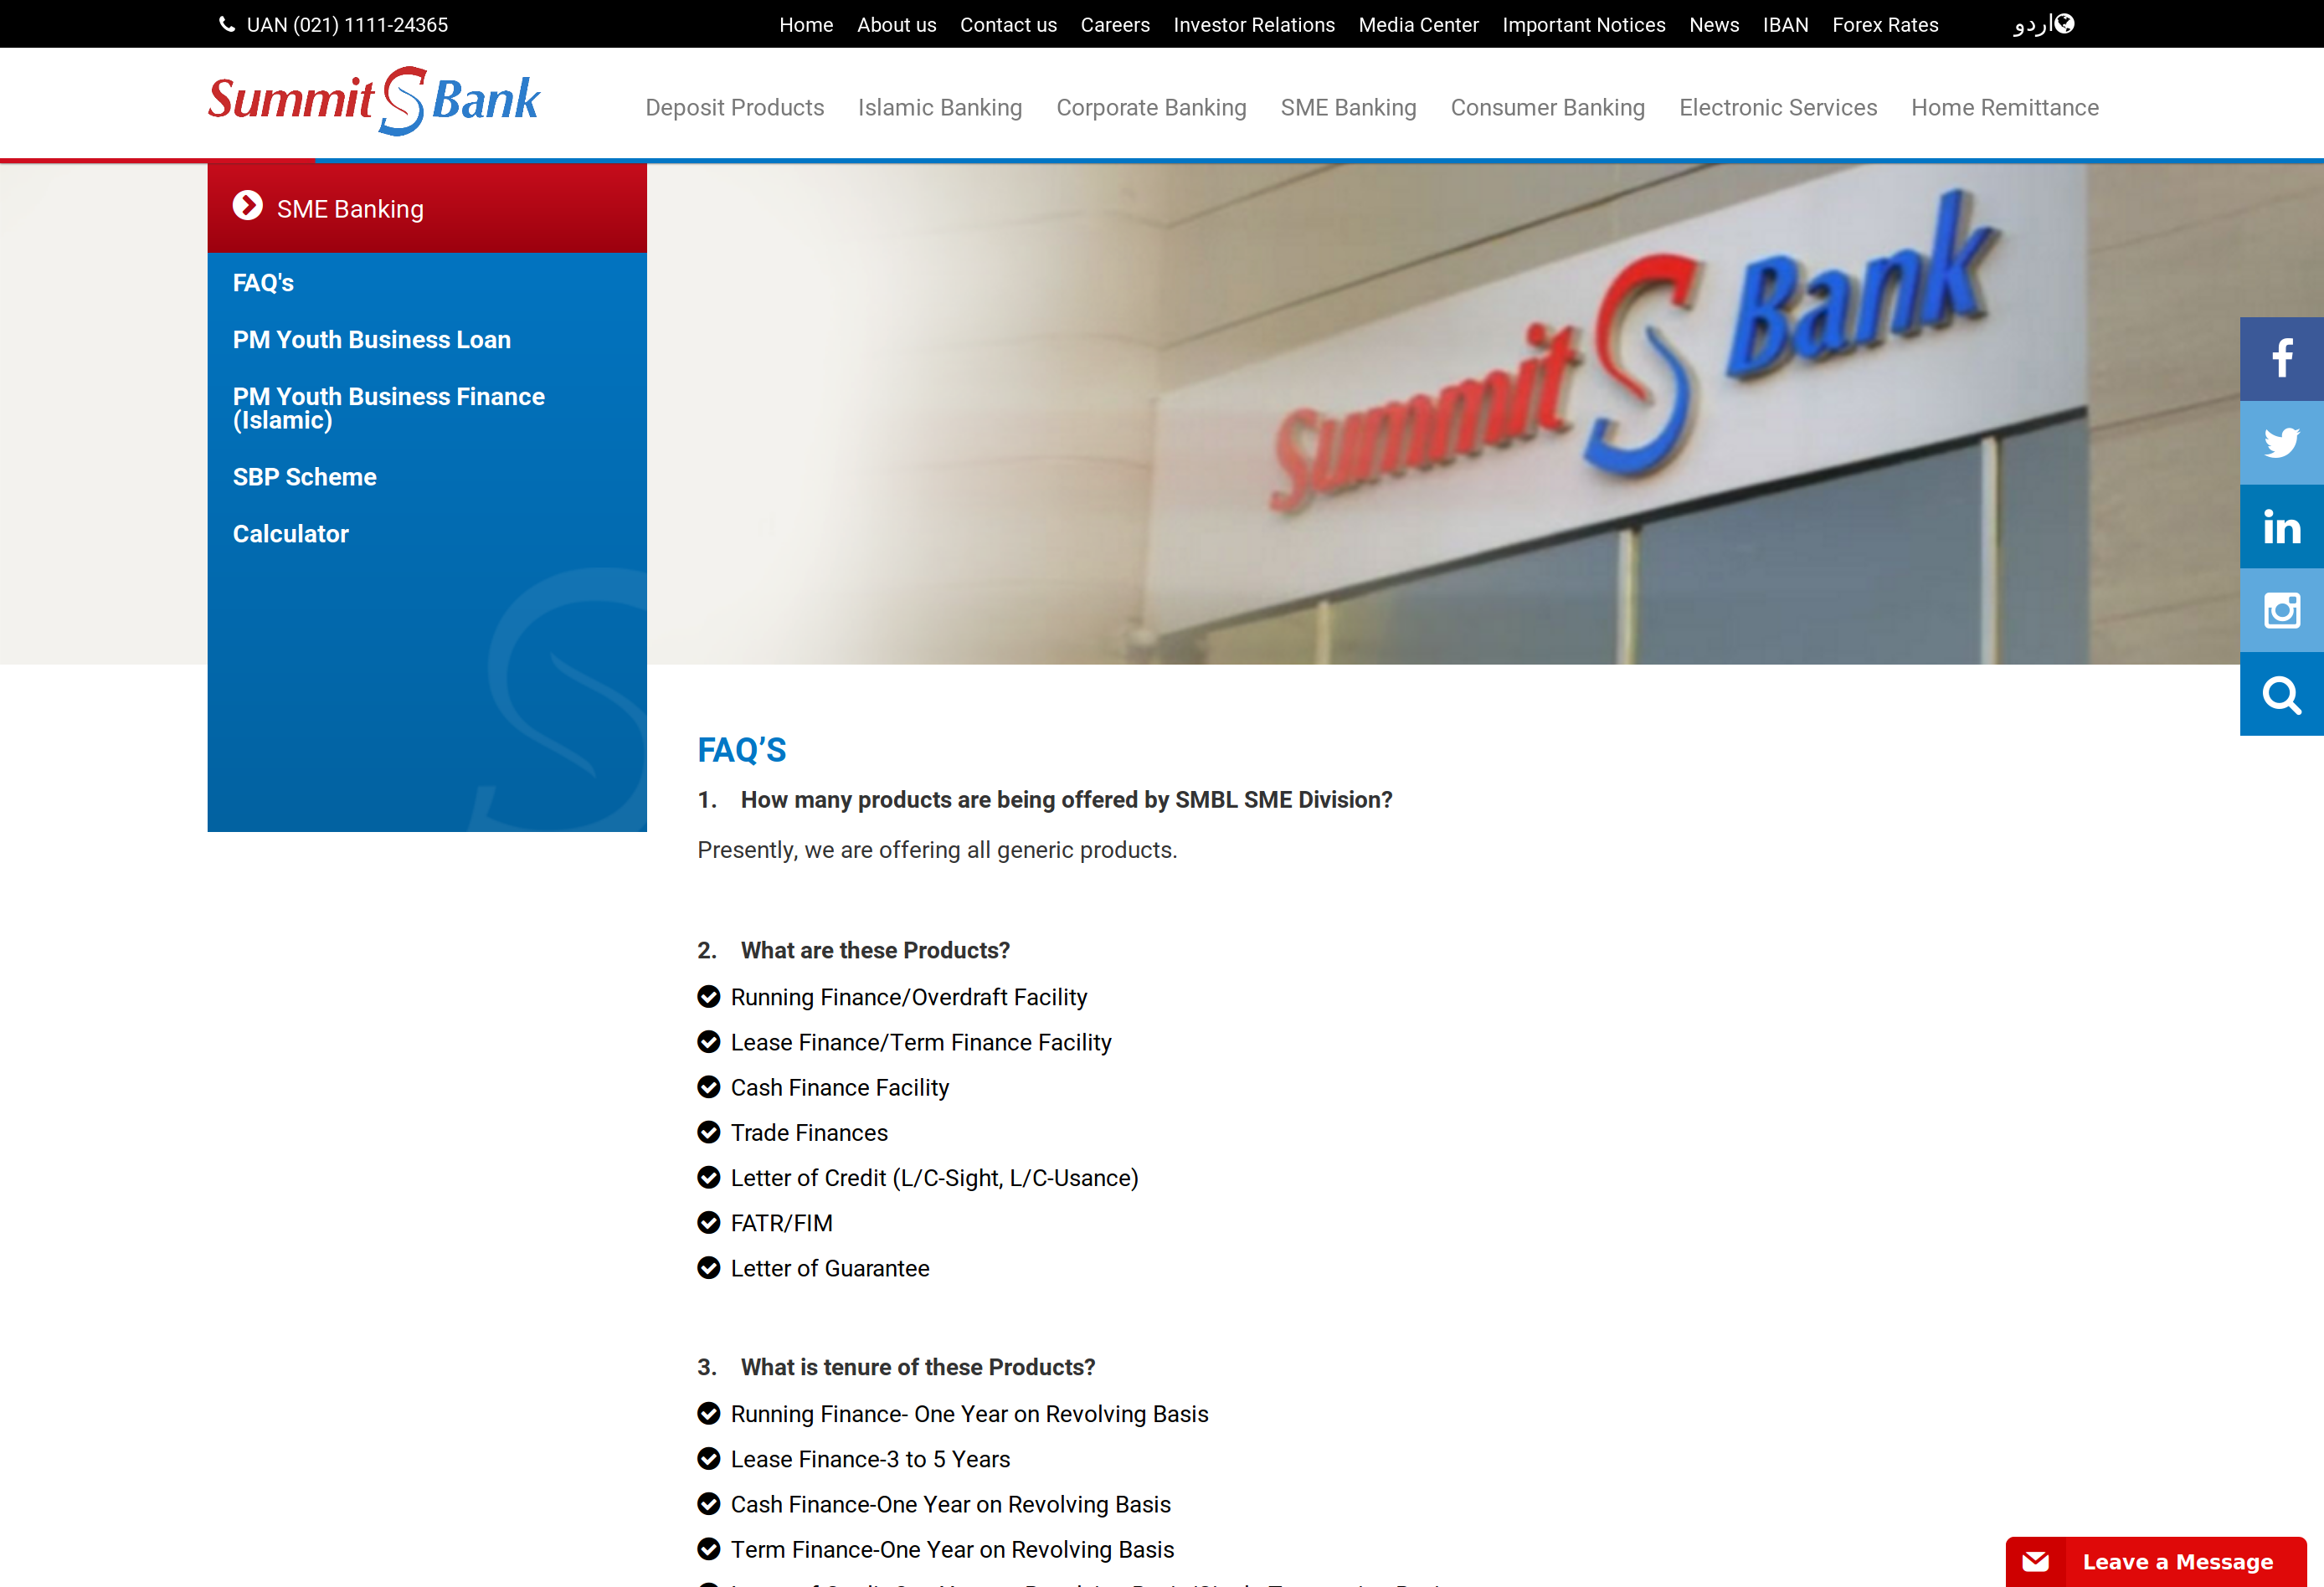 UAN (021) 1111-24365
Home About us Contact us Careers Investor Relations Media Center Important Notices News IBAN Forex Rates اردو
Summit S Bank
Deposit Products Islamic Banking Corporate Banking SME Banking Consumer Banking Electronic Services Home Remittance
SME Banking
FAQ's
PM Youth Business Loan
PM Youth Business Finance
(Islamic)
SBP Scheme
Calculator
Summit S Bank
FAQ’S
1. How many products are being offered by SMBL SME Division?
Presently, we are offering all generic products.
2. What are these Products?
Running Finance/Overdraft Facility
Lease Finance/Term Finance Facility
Cash Finance Facility
Trade Finances
Letter of Credit (L/C-Sight, L/C-Usance)
FATR/FIM
Letter of Guarantee
3. What is tenure of these Products?
Running Finance- One Year on Revolving Basis
Lease Finance-3 to 5 Years
Cash Finance-One Year on Revolving Basis
Term Finance-One Year on Revolving Basis
Leave a Message